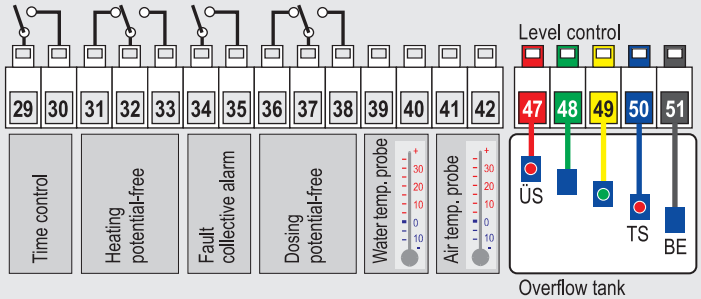 Level control
29 30 31 32 33 34 35 36 37 38 39 40 41 42 47 48 49 50 51
Time control
Heating
potential-free
Fault
collective alarm
Dosing
potential-free
Water temp. probe
+
30
20
10
0
10
-
Air temp. probe
+
30
20
10
0
10
-
ÜS
TS
BE
Overflow tank